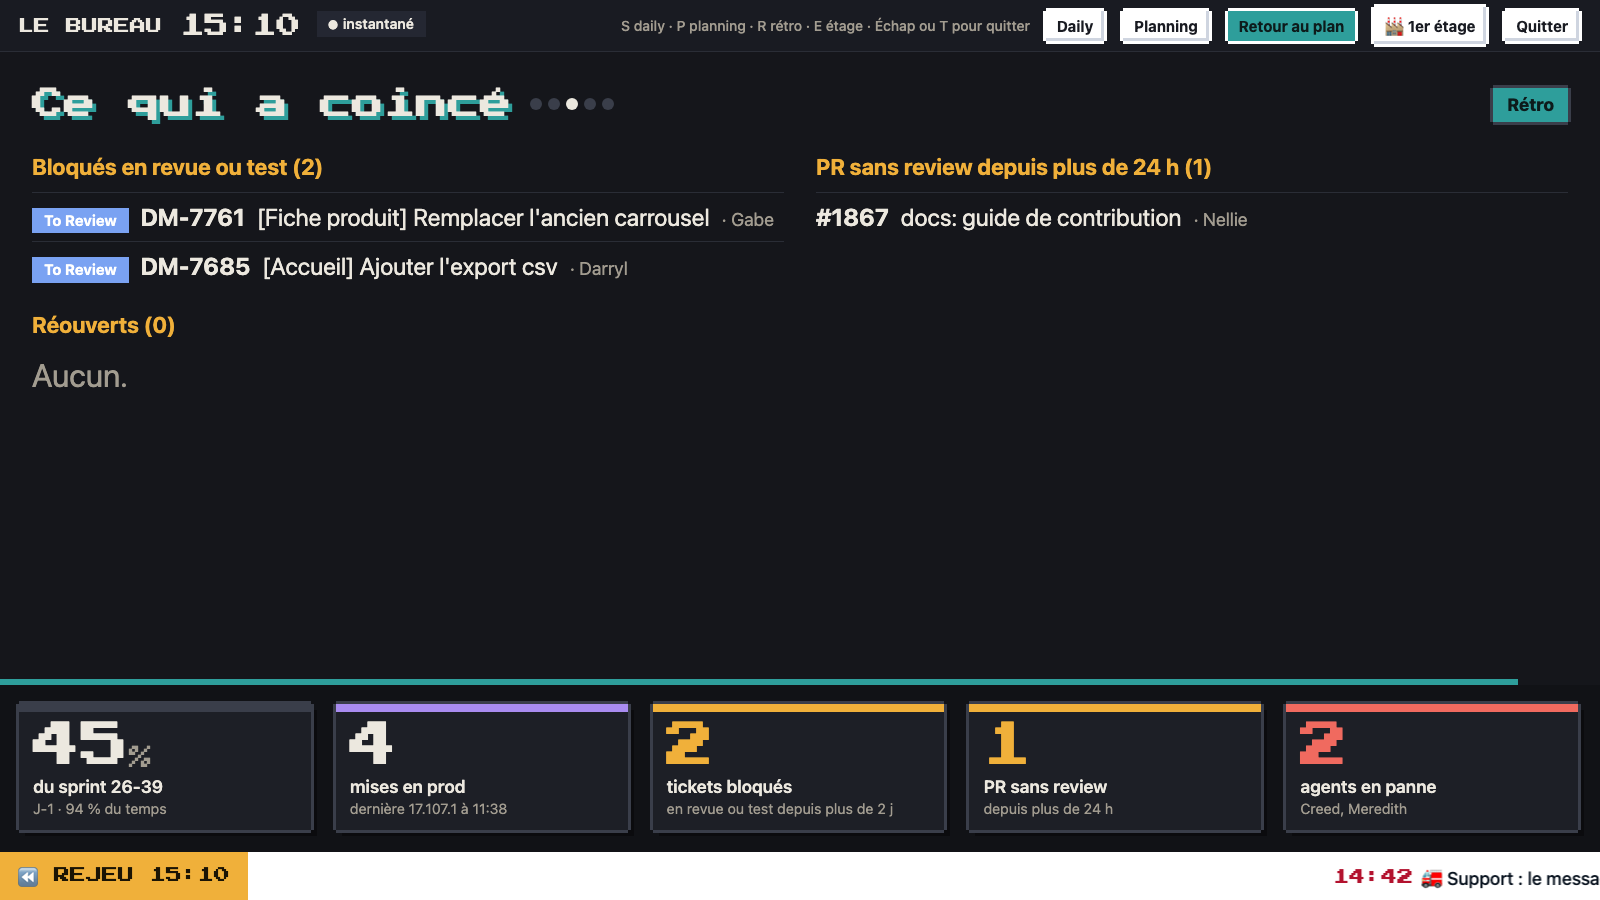 LE BUREAU 15:10 ● instantané S daily · P planning · R rétro · E étage · Échap ou T pour quitter Daily Planning Retour au plan 1er étage Quitter
Ce qui a coincé Rétro
Bloqués en revue ou test (2)
To Review DM-7761 [Fiche produit] Remplacer l'ancien carrousel · Gabe
To Review DM-7685 [Accueil] Ajouter l'export csv · Darryl
Réouverts (0)
Aucun.
PR sans review depuis plus de 24 h (1)
#1867 docs: guide de contribution · Nellie
45%
du sprint 26-39
J-1 · 94 % du temps
4
mises en prod
dernière 17.107.1 à 11:38
2
tickets bloqués
en revue ou test depuis plus de 2 j
1
PR sans review
depuis plus de 24 h
2
agents en panne
Creed, Meredith
REJEU 15:10 14:42 Support : le messa